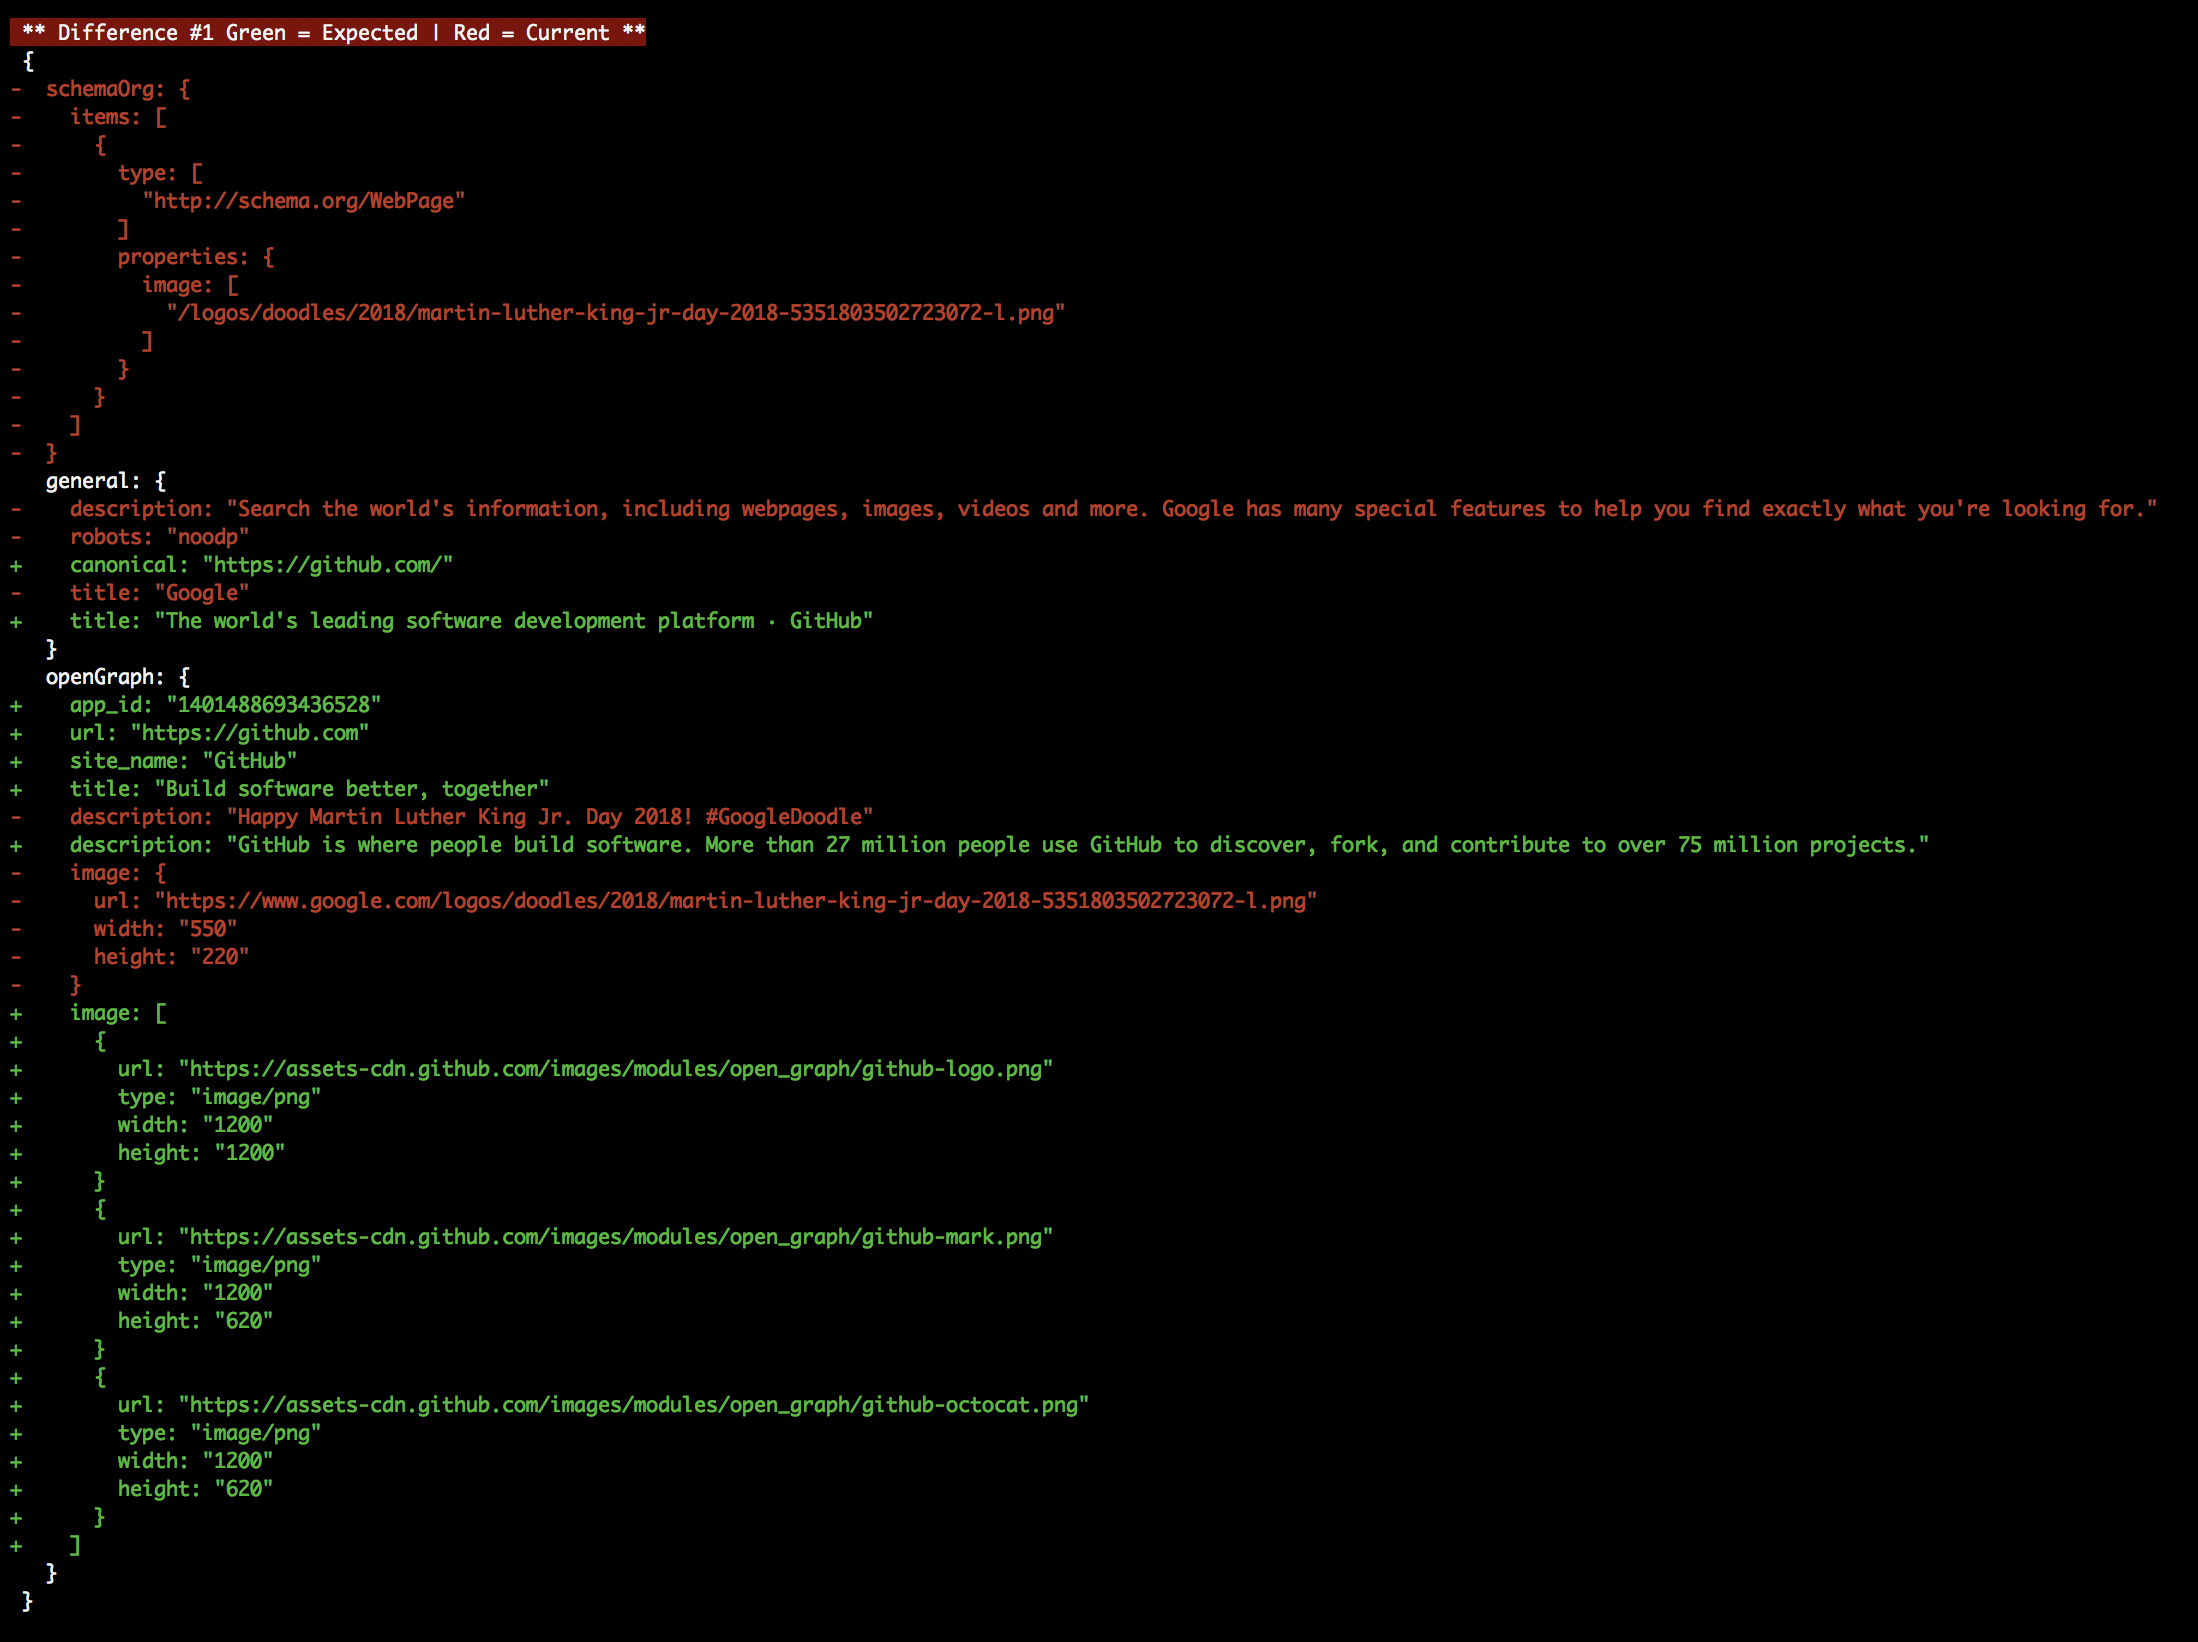 ** Difference #1 Green = Expected | Red = Current **
{
-  schemaOrg: {
-    items: [
-      {
-        type: [
-          "http://schema.org/WebPage"
-        ]
-        properties: {
-          image: [
-            "/logos/doodles/2018/martin-luther-king-jr-day-2018-5351803502723072-l.png"
-          ]
-        }
-      }
-    ]
-  }
   general: {
-    description: "Search the world's information, including webpages, images, videos and more. Google has many special features to help you find exactly what you're looking for."
-    robots: "noodp"
+    canonical: "https://github.com/"
-    title: "Google"
+    title: "The world's leading software development platform · GitHub"
   }
   openGraph: {
+    app_id: "1401488693436528"
+    url: "https://github.com"
+    site_name: "GitHub"
+    title: "Build software better, together"
-    description: "Happy Martin Luther King Jr. Day 2018! #GoogleDoodle"
+    description: "GitHub is where people build software. More than 27 million people use GitHub to discover, fork, and contribute to over 75 million projects."
-    image: {
-      url: "https://www.google.com/logos/doodles/2018/martin-luther-king-jr-day-2018-5351803502723072-l.png"
-      width: "550"
-      height: "220"
-    }
+    image: [
+      {
+        url: "https://assets-cdn.github.com/images/modules/open_graph/github-logo.png"
+        type: "image/png"
+        width: "1200"
+        height: "1200"
+      }
+      {
+        url: "https://assets-cdn.github.com/images/modules/open_graph/github-mark.png"
+        type: "image/png"
+        width: "1200"
+        height: "620"
+      }
+      {
+        url: "https://assets-cdn.github.com/images/modules/open_graph/github-octocat.png"
+        type: "image/png"
+        width: "1200"
+        height: "620"
+      }
+    ]
   }
 }